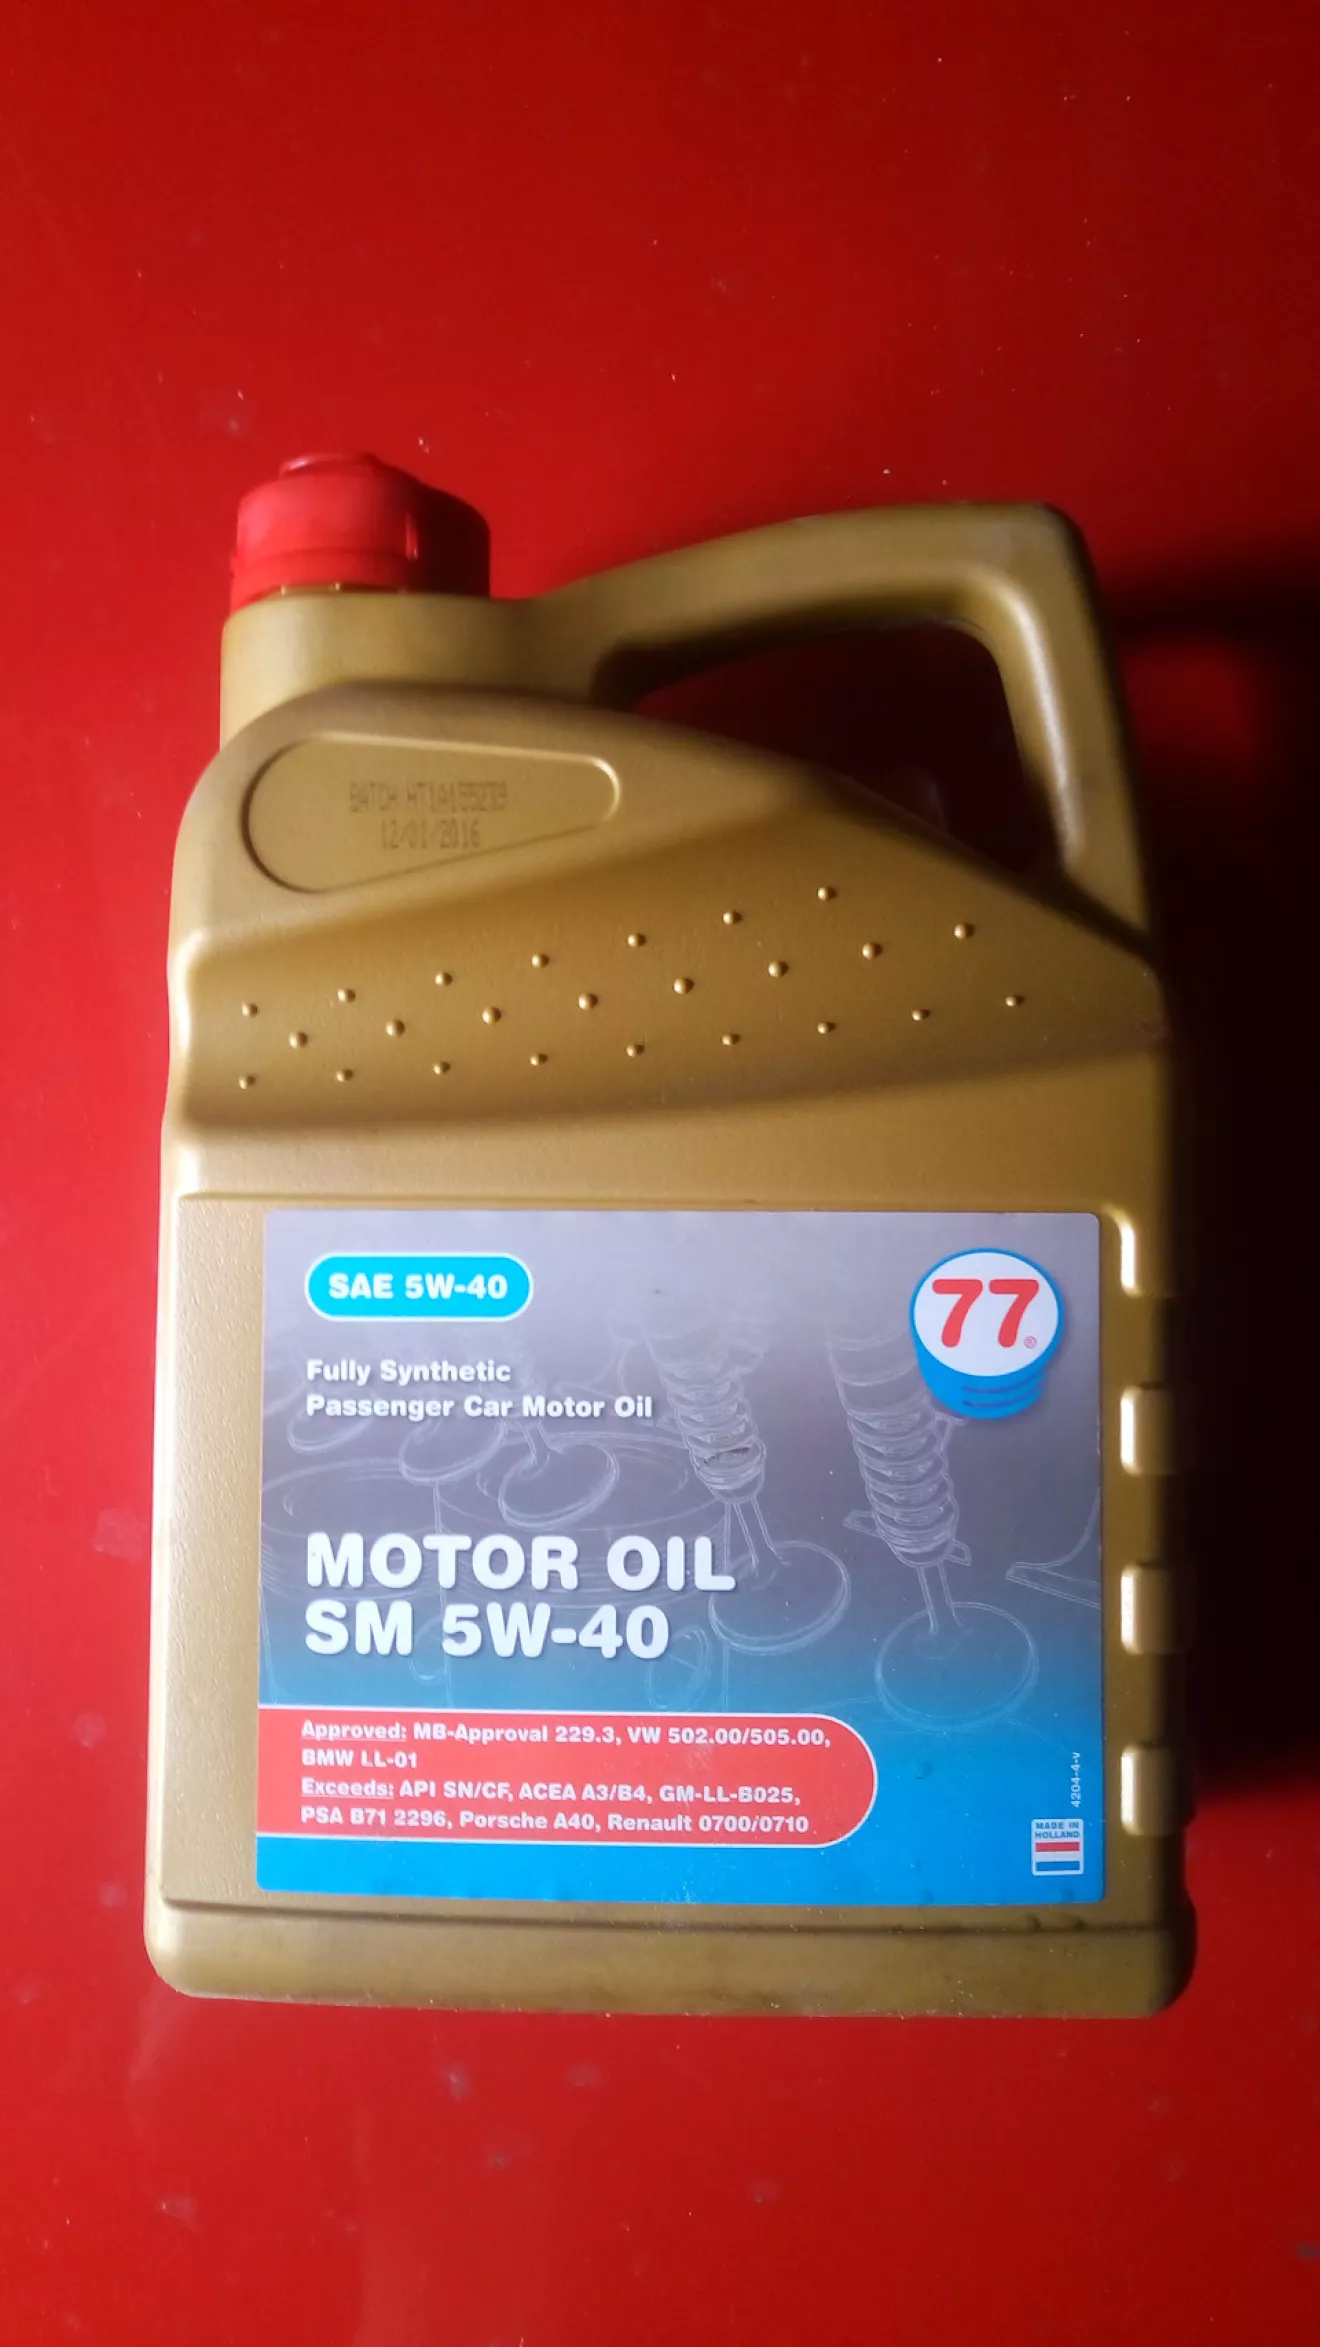 BATCH HT1A155239
12/01/2016
SAE 5W-40
77®
Fully Synthetic
Passenger Car Motor Oil
MOTOR OIL
SM 5W-40
Approved: MB-Approval 229.3, VW 502.00/505.00,
BMW LL-01
Exceeds: API SN/CF, ACEA A3/B4, GM-LL-B025,
PSA B71 2296, Porsche A40, Renault 0700/0710
4204-4-v
MADE IN
HOLLAND